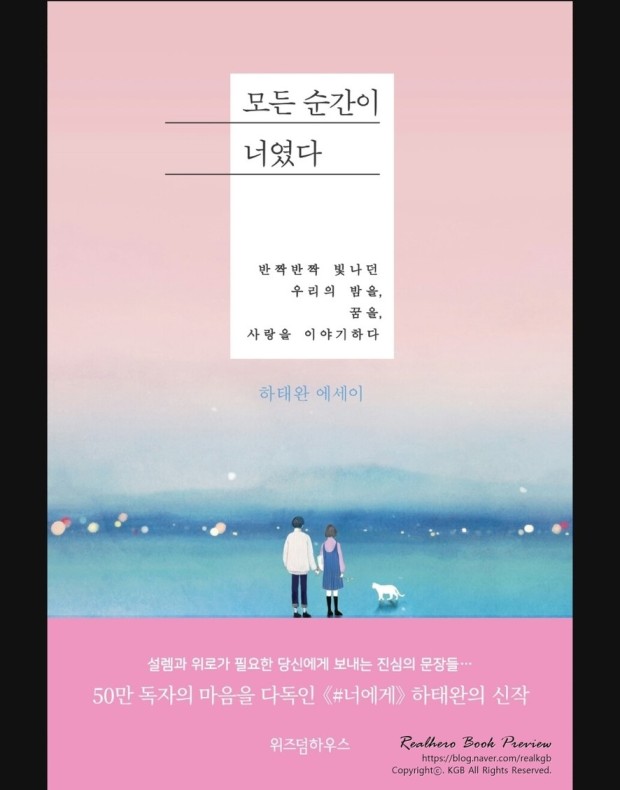 모든 순간이
너였다
반짝반짝 빛나던
우리의 밤을,
꿈을,
사랑을 이야기하다
하태완 에세이
설렘과 위로가 필요한 당신에게 보내는 진심의 문장들…
50만 독자의 마음을 다독인 《#너에게》 하태완의 신작
위즈덤하우스
Realhero Book Preview
https://blog.naver.com/realkgb
Copyrightⓒ. KGB All Rights Reserved.